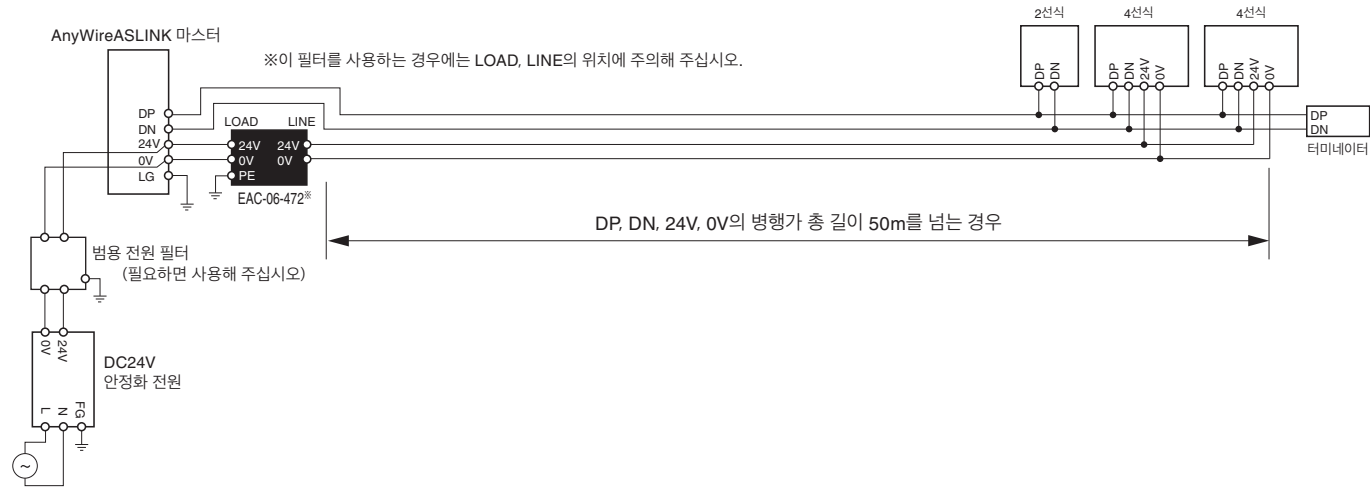 AnyWireASLINK 마스터
※이 필터를 사용하는 경우에는 LOAD, LINE의 위치에 주의해 주십시오.
2선식
4선식
4선식
DP
DN
DP
DN
24V
0V
DP
DN
24V
0V
DP
DN
24V
0V
LG
LOAD
LINE
24V
24V
0V
0V
PE
EAC-06-472※
DP
DN
터미네이터
DP, DN, 24V, 0V의 병행가 총 길이 50m를 넘는 경우
범용 전원 필터
(필요하면 사용해 주십시오)
0V
24V
DC24V
안정화 전원
L
N
FG
~